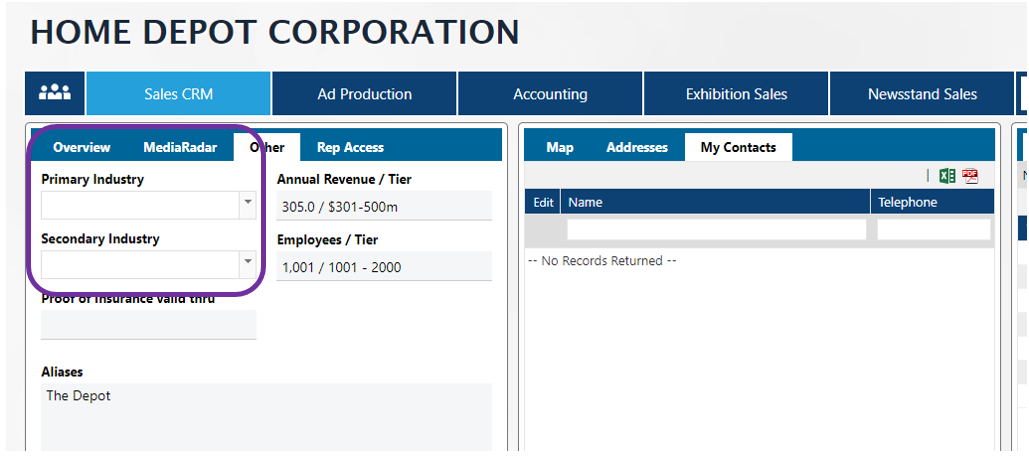 HOME DEPOT CORPORATION
Sales CRM
Ad Production
Accounting
Exhibition Sales
Newsstand Sales
Overview
MediaRadar
Other
Rep Access
Primary Industry
Secondary Industry
Annual Revenue / Tier
305.0 / $301-500m
Employees / Tier
1,001 / 1001 - 2000
Proof of Insurance valid thru
Aliases
The Depot
Map
Addresses
My Contacts
PDF
Edit
Name
Telephone
-- No Records Returned --